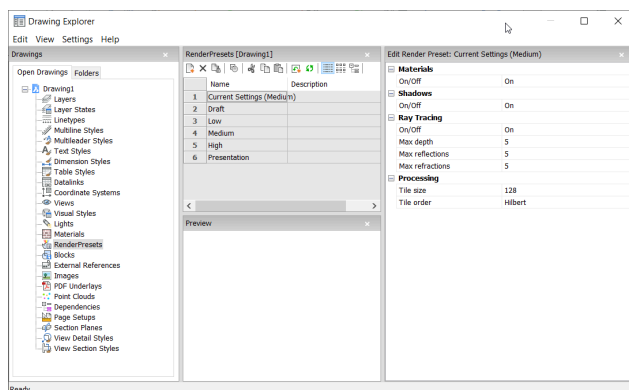 Drawing Explorer
Edit View Settings Help
Drawings
Open Drawings Folders
Drawing1
Layers
Layer States
Linetypes
Multiline Styles
Multileader Styles
Text Styles
Dimension Styles
Table Styles
Datalinks
Coordinate Systems
Views
Visual Styles
Lights
Materials
RenderPresets
Blocks
External References
Images
PDF Underlays
Point Clouds
Dependencies
Page Setups
Section Planes
View Detail Styles
View Section Styles
RenderPresets [Drawing1]
Name Description
1 Current Settings (Medium)
2 Draft
3 Low
4 Medium
5 High
6 Presentation
Preview
Edit Render Preset: Current Settings (Medium)
Materials
On/Off On
Shadows
On/Off On
Ray Tracing
On/Off On
Max depth 5
Max reflections 5
Max refractions 5
Processing
Tile size 128
Tile order Hilbert
Ready